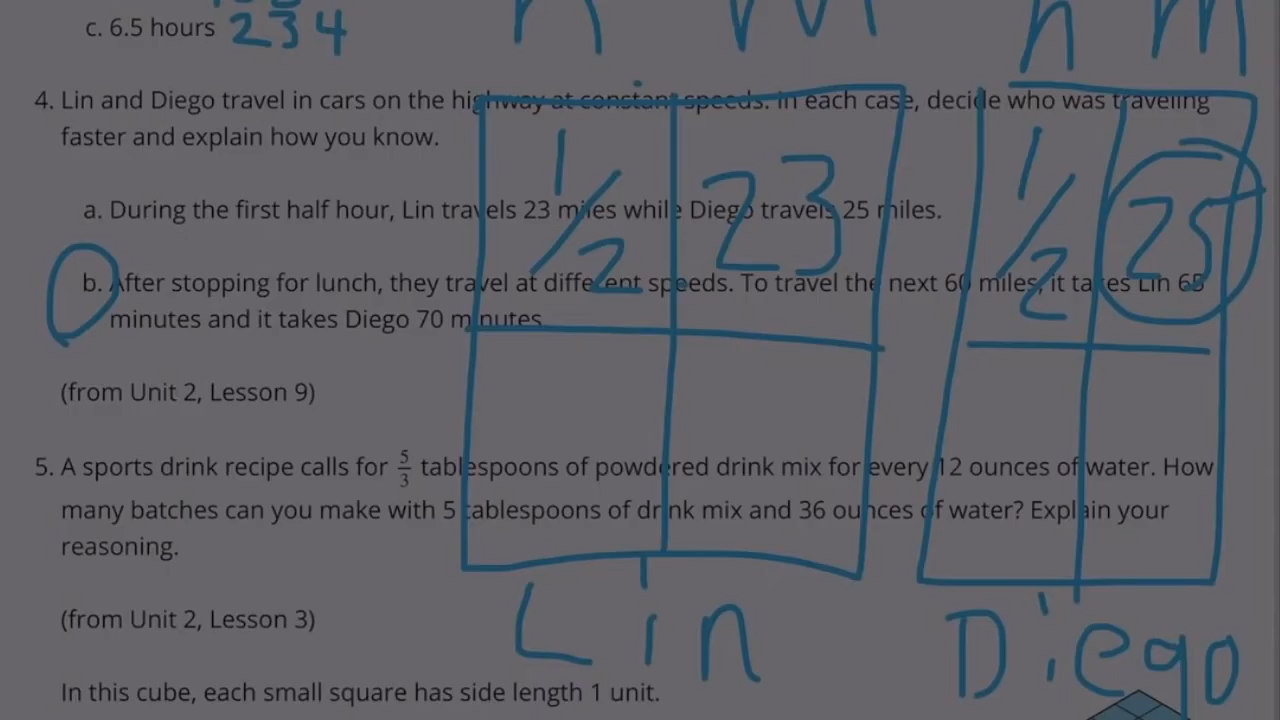 c. 6.5 hours 234
h m h m
4. Lin and Diego travel in cars on the highway at constant speeds. In each case, decide who was traveling
faster and explain how you know.
1/2 23 1/2 25
a. During the first half hour, Lin travels 23 miles while Diego travels 25 miles.
b. After stopping for lunch, they travel at different speeds. To travel the next 60 miles, it takes Lin 65
minutes and it takes Diego 70 minutes.
(from Unit 2, Lesson 9)
5. A sports drink recipe calls for 5/3 tablespoons of powdered drink mix for every 12 ounces of water. How
many batches can you make with 5 tablespoons of drink mix and 36 ounces of water? Explain your
reasoning.
(from Unit 2, Lesson 3)
Lin Diego
In this cube, each small square has side length 1 unit.